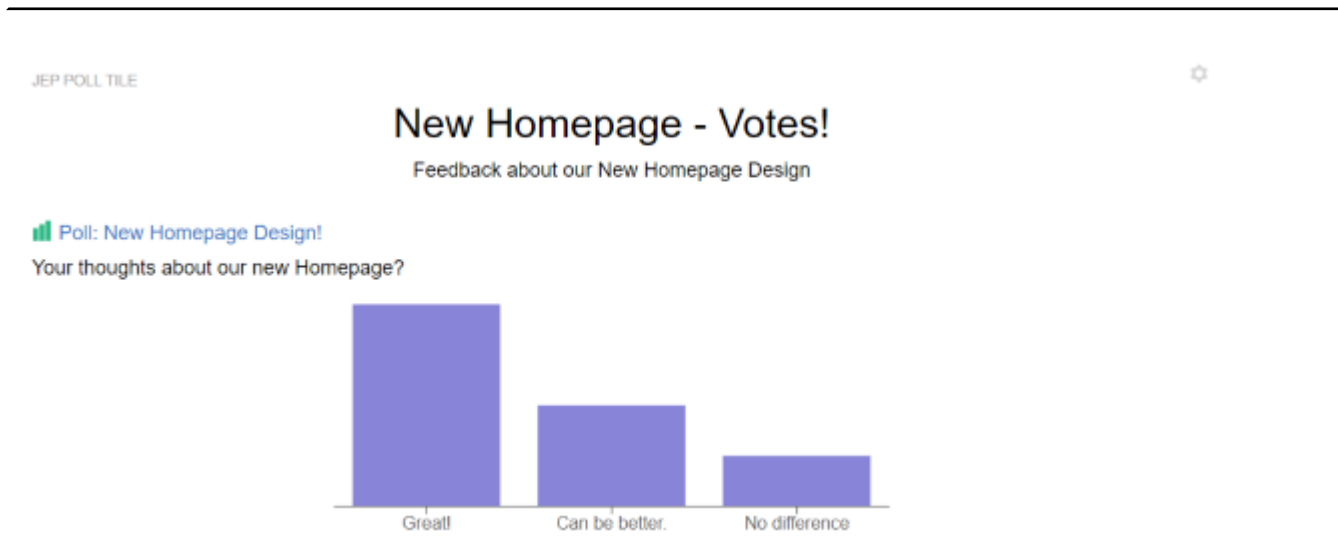 JEP POLL TILE
New Homepage - Votes!
Feedback about our New Homepage Design
Poll: New Homepage Design!
Your thoughts about our new Homepage?
Great! Can be better. No difference